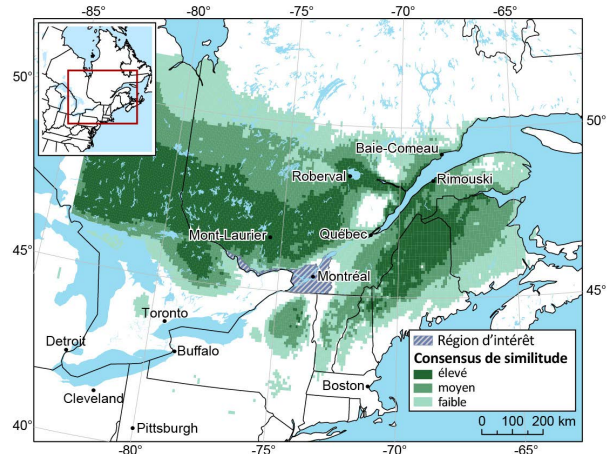 -85°
-80°
-75°
-70°
-65°
50°
50°
Baie-Comeau
Roberval
Rimouski
Québec
Mont-Laurier
45°
45°
Montréal
Toronto
Detroit
Buffalo
Région d'intérêt
Consensus de similitude
élevé
moyen
faible
Boston
Cleveland
0 100 200 km
40°
Pittsburgh
-80°
-75°
-70°
-65°